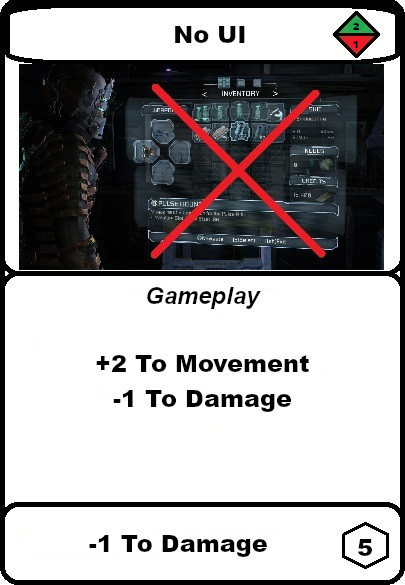 No UI
2
1
< INVENTORY >
Gameplay
+2 To Movement
-1 To Damage
-1 To Damage
5